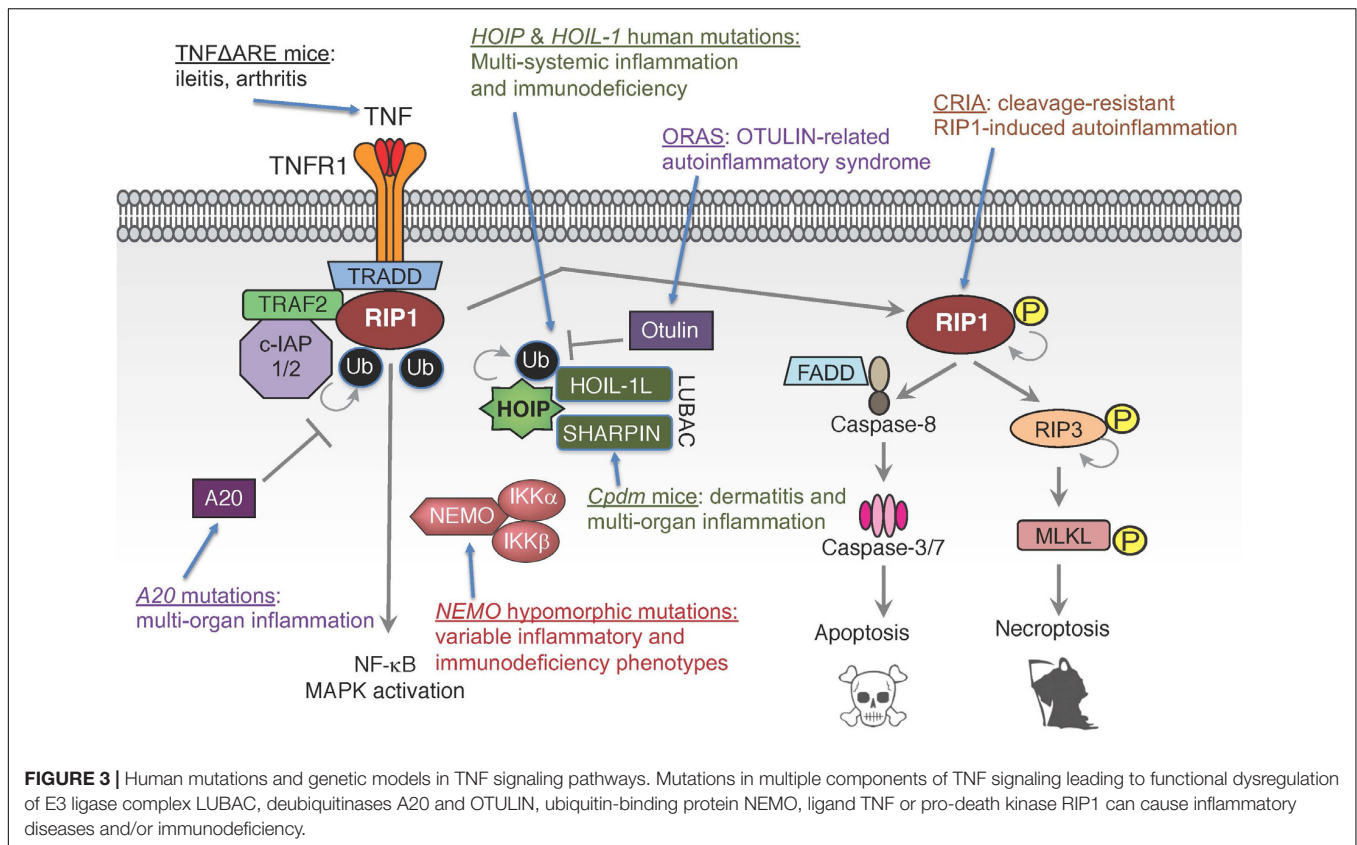 TNFΔARE mice:
ileitis, arthritis
HOIP & HOIL-1 human mutations:
Multi-systemic inflammation
and immunodeficiency
ORAS: OTULIN-related
autoinflammatory syndrome
CRIA: cleavage-resistant
RIP1-induced autoinflammation
TNF
TNFR1
TRADD
TRAF2
RIP1
c-IAP
1/2
Ub
Ub
A20
A20 mutations:
multi-organ inflammation
NF-κB
MAPK activation
Otulin
Ub
HOIL-1L
HOIP
SHARPIN
LUBAC
Cpdm mice: dermatitis and
multi-organ inflammation
NEMO
IKKα
IKKβ
NEMO hypomorphic mutations:
variable inflammatory and
immunodeficiency phenotypes
RIP1
P
FADD
Caspase-8
Caspase-3/7
Apoptosis
RIP3
P
MLKL
P
Necroptosis
FIGURE 3 | Human mutations and genetic models in TNF signaling pathways. Mutations in multiple components of TNF signaling leading to functional dysregulation
of E3 ligase complex LUBAC, deubiquitinases A20 and OTULIN, ubiquitin-binding protein NEMO, ligand TNF or pro-death kinase RIP1 can cause inflammatory
diseases and/or immunodeficiency.